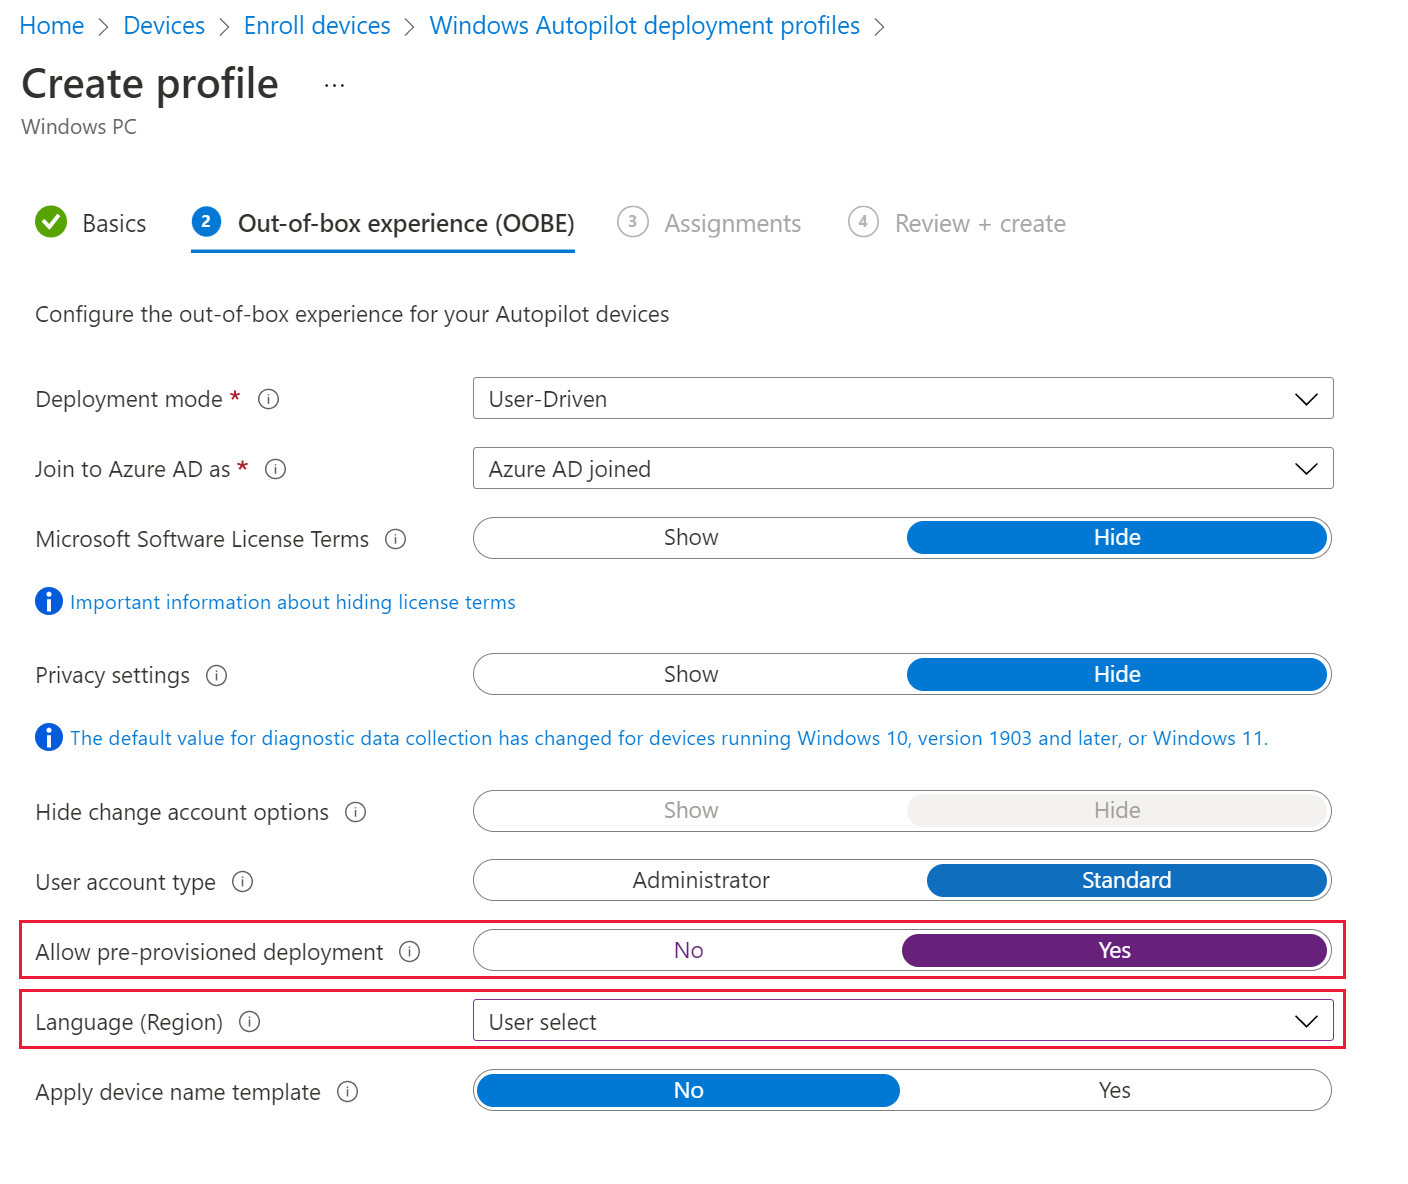 Home > Devices > Enroll devices > Windows Autopilot deployment profiles >
Create profile ...
Windows PC
Basics 2 Out-of-box experience (OOBE) 3 Assignments 4 Review + create
Configure the out-of-box experience for your Autopilot devices
Deployment mode * User-Driven
Join to Azure AD as * Azure AD joined
Microsoft Software License Terms Show Hide
Important information about hiding license terms
Privacy settings Show Hide
The default value for diagnostic data collection has changed for devices running Windows 10, version 1903 and later, or Windows 11.
Hide change account options Show Hide
User account type Administrator Standard
Allow pre-provisioned deployment No Yes
Language (Region) User select
Apply device name template No Yes